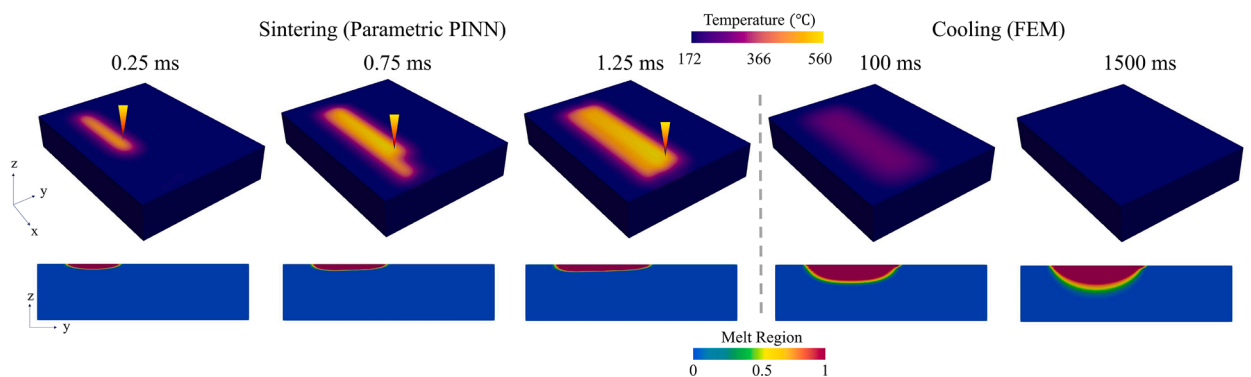 Sintering (Parametric PINN)
Temperature (℃)
172 366 560
Cooling (FEM)
0.25 ms 0.75 ms 1.25 ms 100 ms 1500 ms
z
y
x
z
y
Melt Region
0 0.5 1